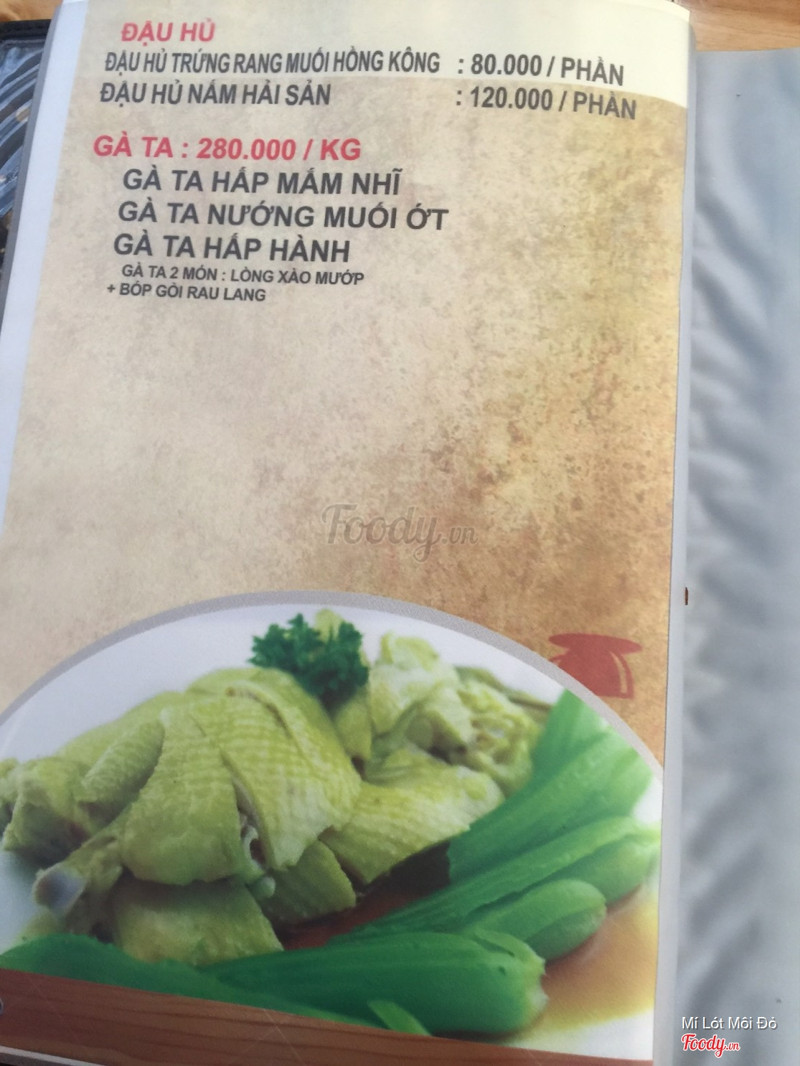 ĐẬU HỦ
ĐẬU HỦ TRỨNG RANG MUỐI HỒNG KÔNG : 80.000 / PHẦN
ĐẬU HỦ NẤM HẢI SẢN : 120.000 / PHẦN
GÀ TA : 280.000 / KG
GÀ TA HẤP MẮM NHĨ
GÀ TA NƯỚNG MUỐI ỚT
GÀ TA HẤP HÀNH
GÀ TA 2 MÓN : LÒNG XÀO MƯỚP
+ BÓP GỎI RAU LANG
Foody.vn
Mí Lót Môi Đỏ
Foody.vn